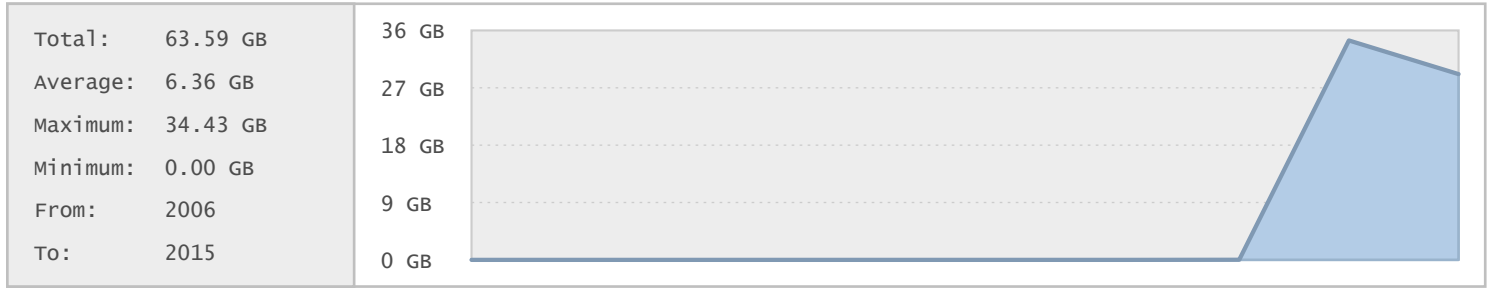 Total: 63.59 GB
Average: 6.36 GB
Maximum: 34.43 GB
Minimum: 0.00 GB
From: 2006
To: 2015
36 GB
27 GB
18 GB
9 GB
0 GB